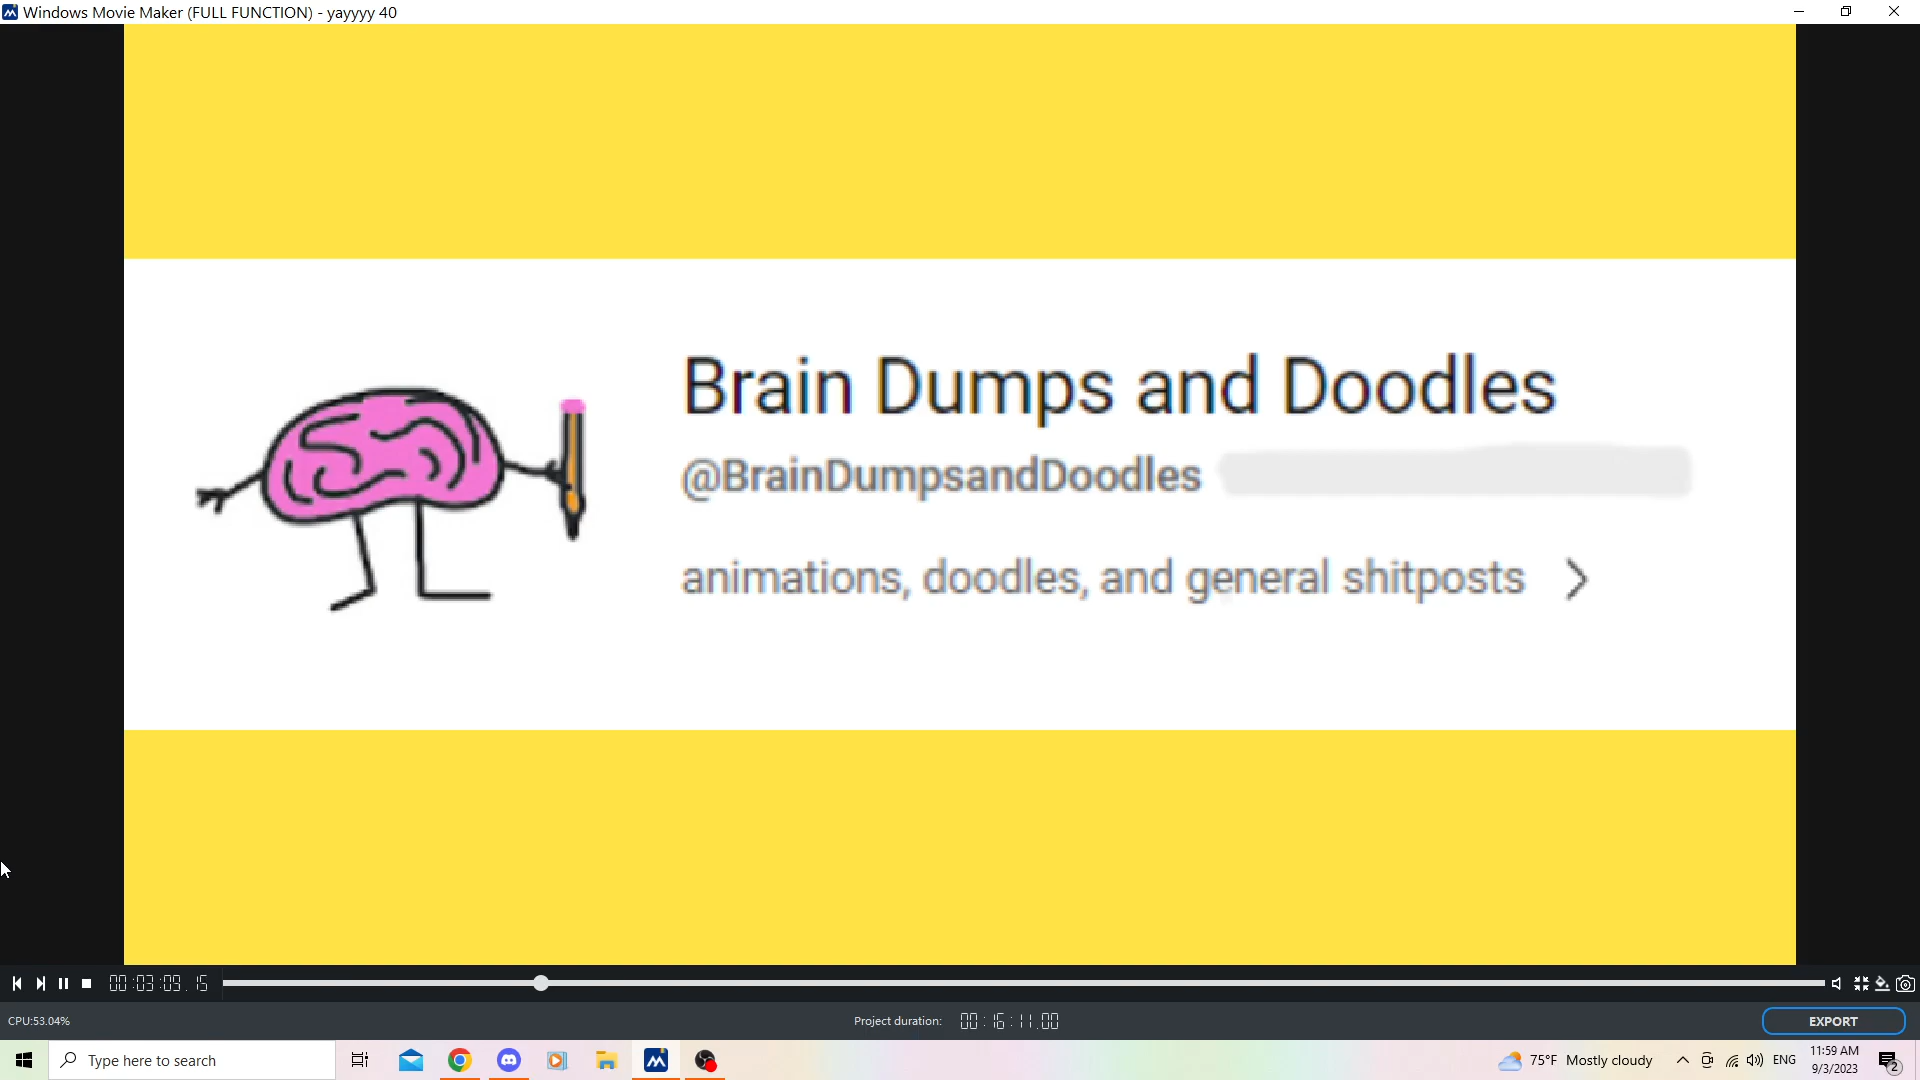 Windows Movie Maker (FULL FUNCTION) - yayyyy 40
Brain Dumps and Doodles
@BrainDumpsandDoodles
animations, doodles, and general shitposts
00:03:09.15
CPU:53.04%
Project duration: 00:16:11.00
EXPORT
Type here to search
75°F Mostly cloudy
ENG
11:59 AM
9/3/2023
2